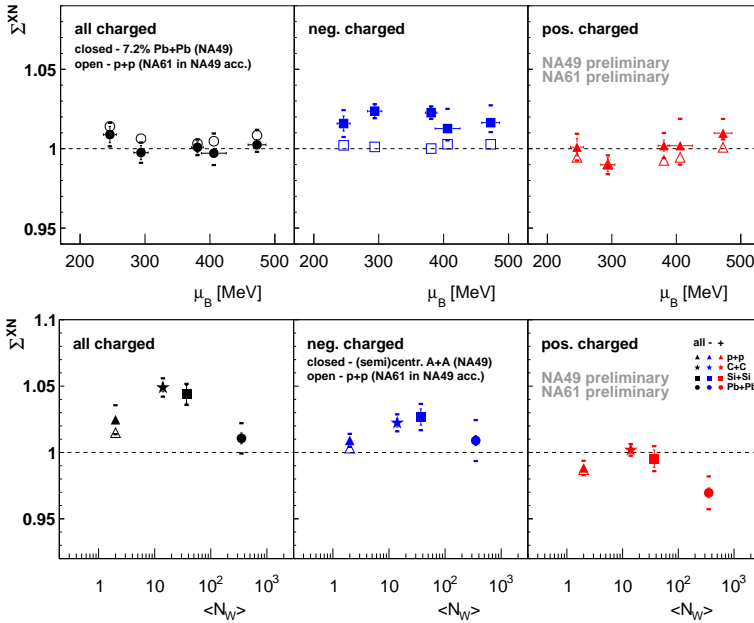 Σ^XN
all charged
closed - 7.2% Pb+Pb (NA49)
open - p+p (NA61 in NA49 acc.)
neg. charged
pos. charged
NA49 preliminary
NA61 preliminary
1.05
1
0.95
200 300 400 500
200 300 400 500
200 300 400 500
μ_B [MeV]
μ_B [MeV]
μ_B [MeV]
Σ^XN
1.1
all charged
neg. charged
closed - (semi)centr. A+A (NA49)
open - p+p (NA61 in NA49 acc.)
pos. charged
NA49 preliminary
NA61 preliminary
all - +
p+p
C+C
Si+Si
Pb+Pb
1.05
1
0.95
1 10 10^2 10^3
1 10 10^2 10^3
1 10 10^2 10^3
<N_W>
<N_W>
<N_W>